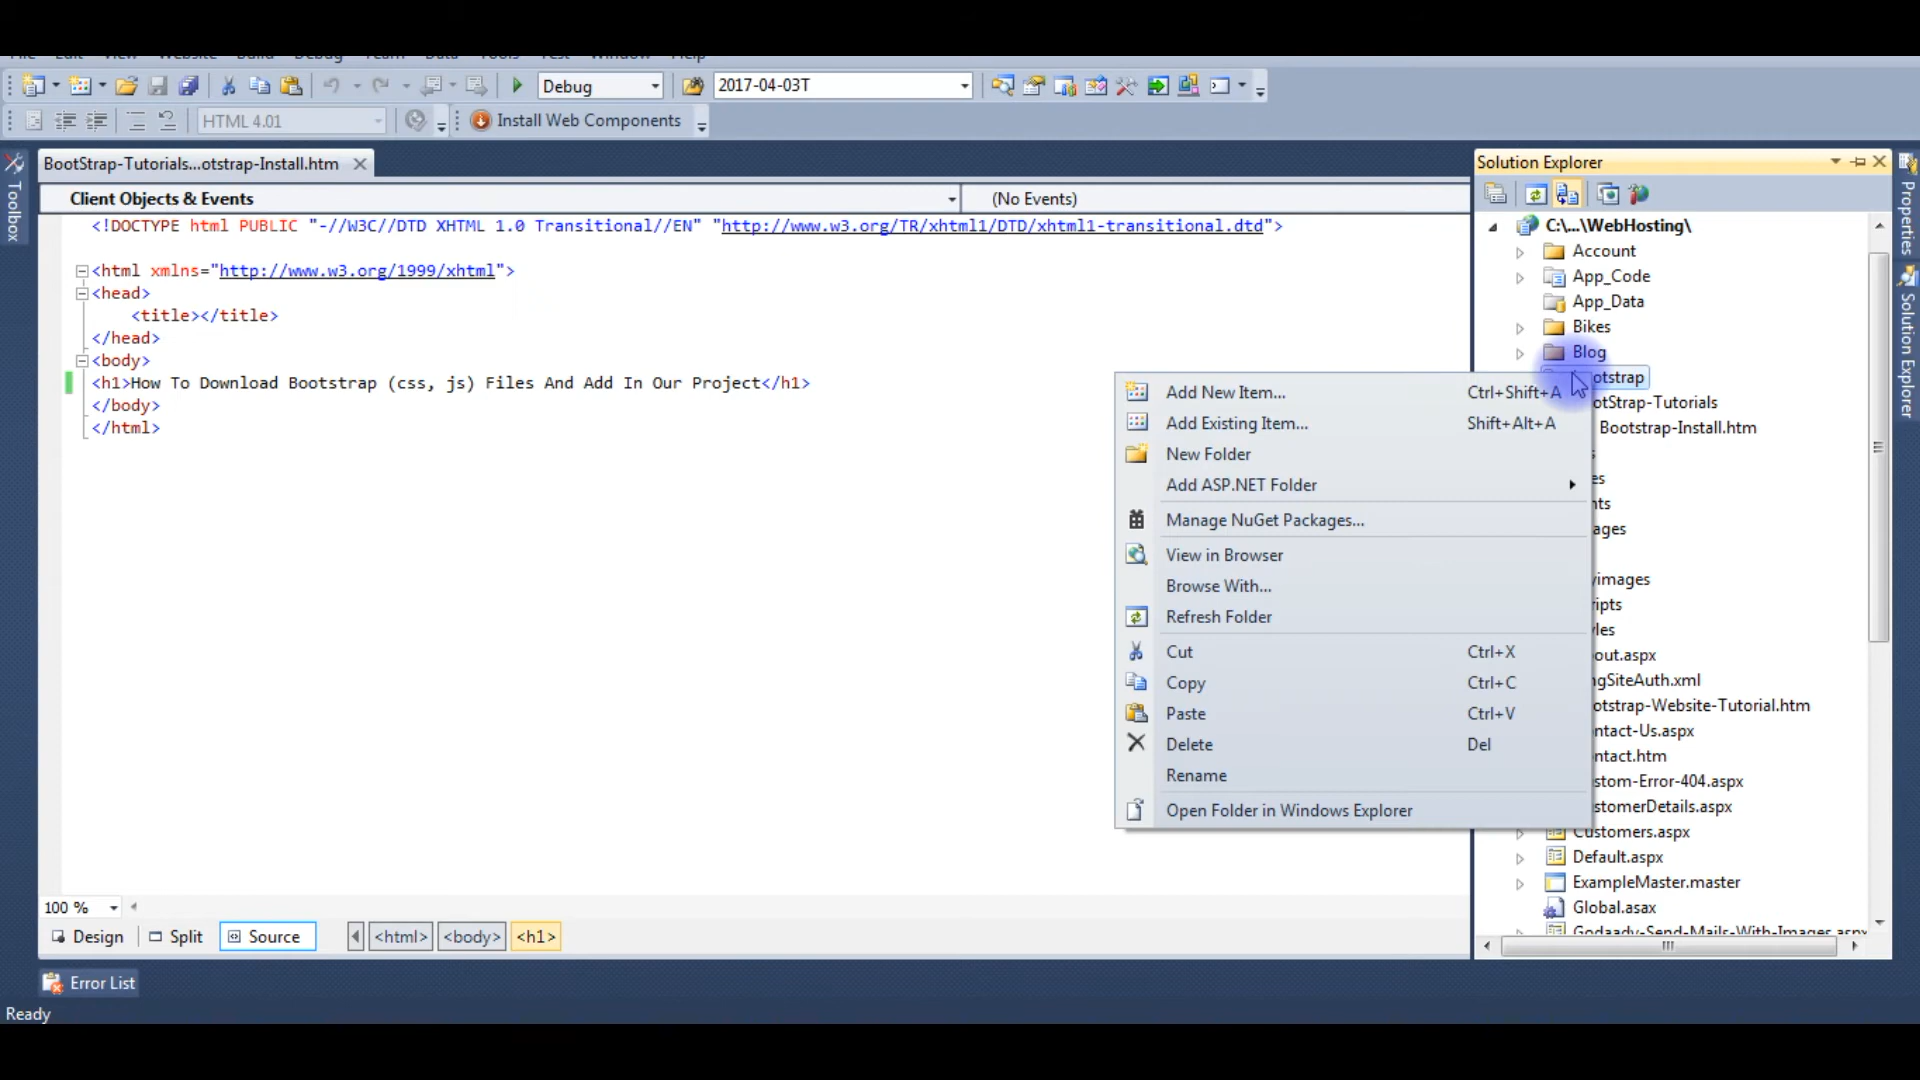 Debug
2017-04-03T
HTML 4.01
Install Web Components
BootStrap-Tutorials...otstrap-Install.htm
Client Objects & Events
(No Events)
<!DOCTYPE html PUBLIC "-//W3C//DTD XHTML 1.0 Transitional//EN" "http://www.w3.org/TR/xhtml1/DTD/xhtml1-transitional.dtd">
<html xmlns="http://www.w3.org/1999/xhtml">
<head>
<title></title>
</head>
<body>
<h1>How To Download Bootstrap (css, js) Files And Add In Our Project</h1>
</body>
</html>
Toolbox
Add New Item... Ctrl+Shift+A
Add Existing Item... Shift+Alt+A
New Folder
Add ASP.NET Folder
Manage NuGet Packages...
View in Browser
Browse With...
Refresh Folder
Cut Ctrl+X
Copy Ctrl+C
Paste Ctrl+V
Delete Del
Rename
Open Folder in Windows Explorer
Solution Explorer
C:\...\WebHosting\
Account
App_Code
App_Data
Bikes
Blog
otstrap
otStrap-Tutorials
Bootstrap-Install.htm
s
es
nts
ages
yimages
ipts
les
out.aspx
ngSiteAuth.xml
otstrap-Website-Tutorial.htm
ntact-Us.aspx
ntact.htm
stom-Error-404.aspx
stomerDetails.aspx
Customers.aspx
Default.aspx
ExampleMaster.master
Global.asax
Godaady-Send-Mails-With-Images.aspx
Properties
Solution Explorer
100 %
Design Split Source <html> <body> <h1>
Error List
Ready